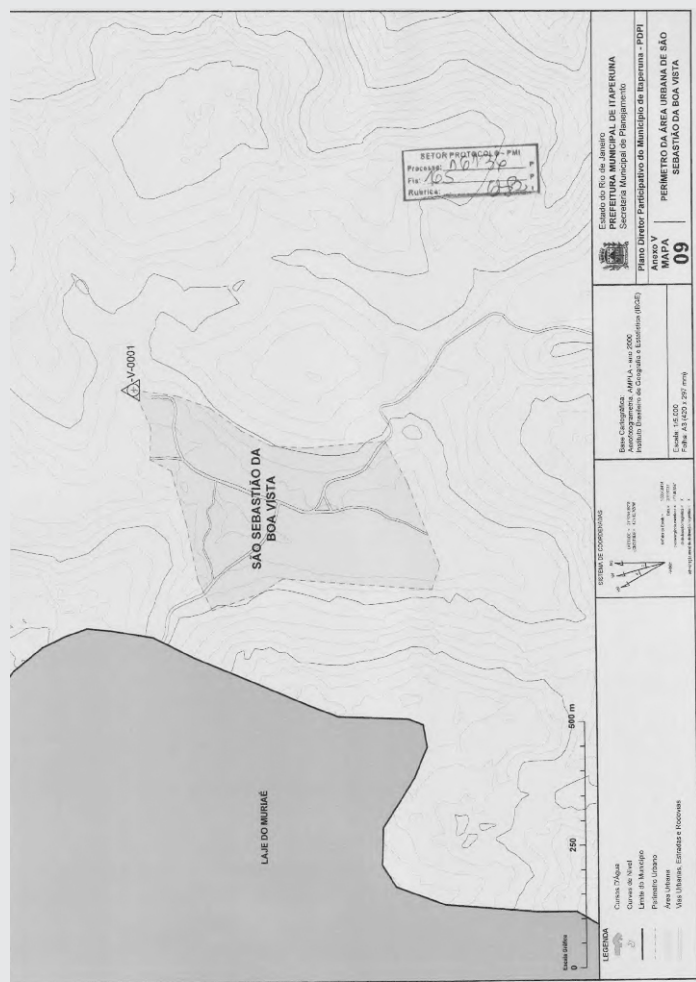 V-0001
SÃO SEBASTIÃO DA
BOA VISTA
LAJE DO MURIAÉ
SETOR PROTOCOLO - PMI
Processo:
Fls: 165
Rubrica:
Escala Gráfica
0
250
500 m
LEGENDA
Cursos D'Água
Curvas de Nível
Limite do Município
Perímetro Urbano
Área Urbana
Vias Urbanas, Estradas e Rodovias
SISTEMA DE COORDENADAS
Base Cartográfica:
Aerofotogrametria, AMPLA - ano 2000
Instituto Brasileiro de Geografia e Estatística (IBGE)
Escala: 1/5.000
Folha: A3 (420 x 297 mm)
Estado do Rio de Janeiro
PREFEITURA MUNICIPAL DE ITAPERUNA
Secretaria Municipal de Planejamento
Plano Diretor Participativo do Município de Itaperuna - PDPI
Anexo V
MAPA
09
PERÍMETRO DA ÁREA URBANA DE SÃO
SEBASTIÃO DA BOA VISTA